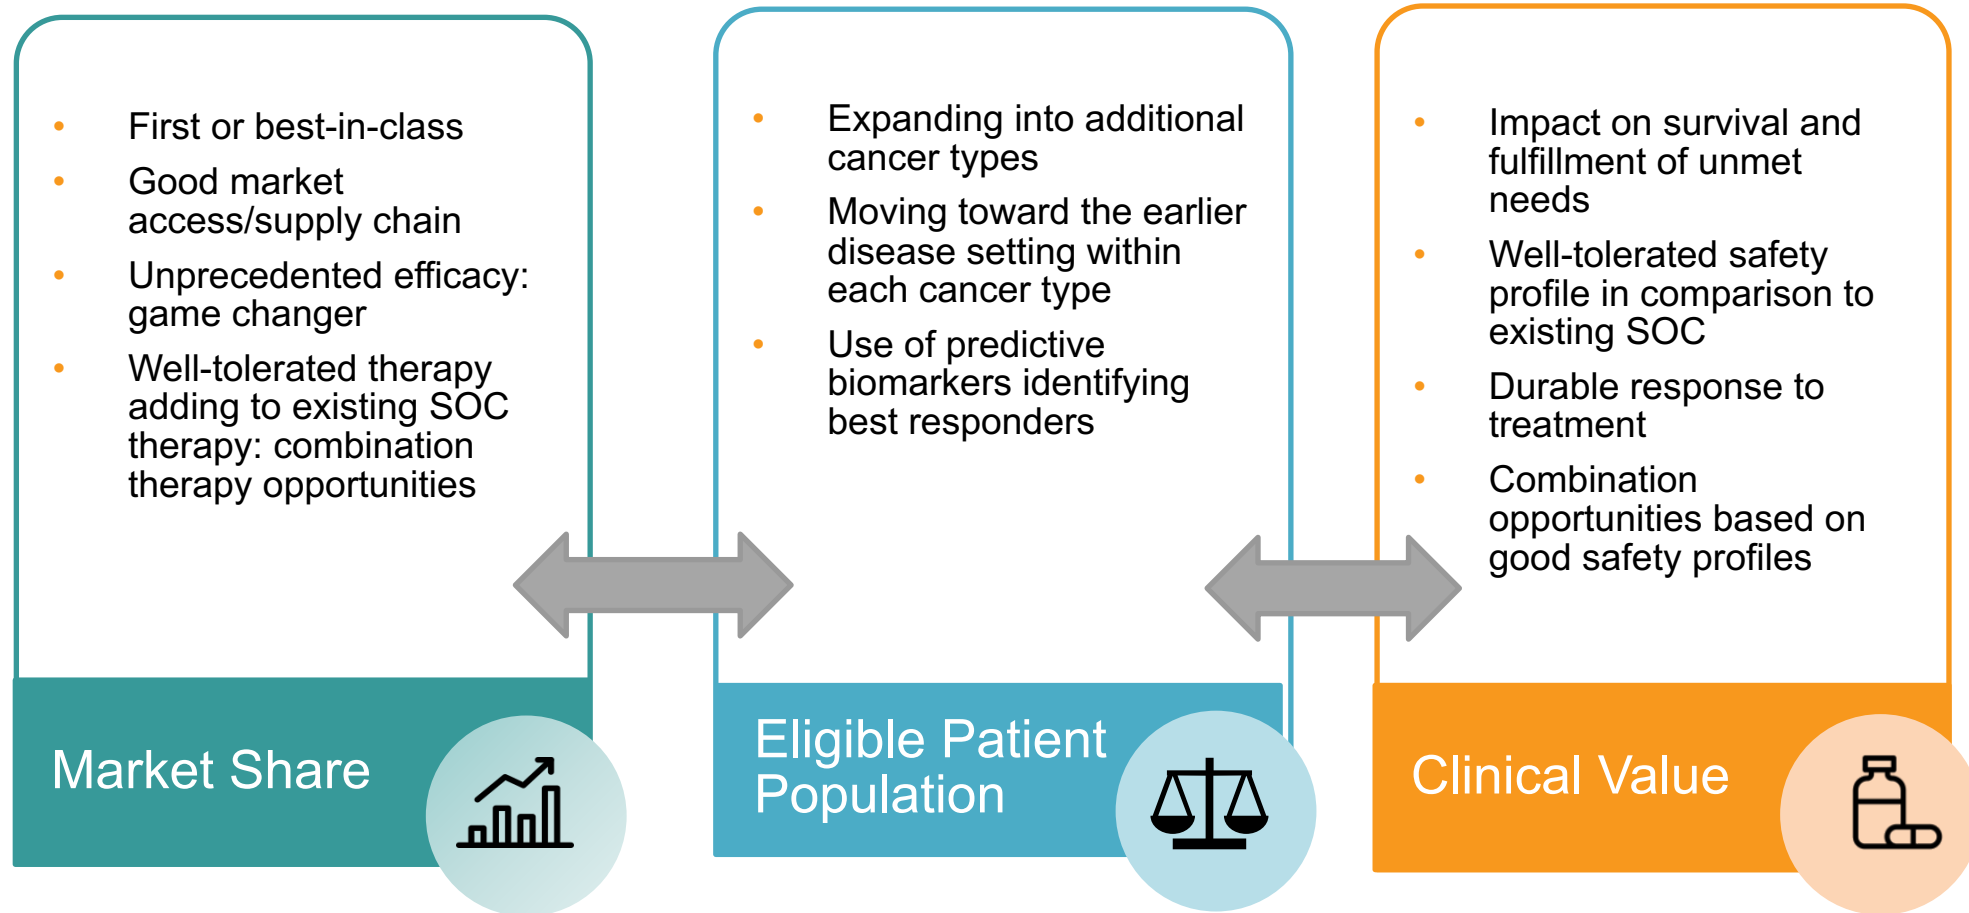 • First or best-in-class
• Good market
access/supply chain
• Unprecedented efficacy:
game changer
• Well-tolerated therapy
adding to existing SOC
therapy: combination
therapy opportunities
Market Share
• Expanding into additional
cancer types
• Moving toward the earlier
disease setting within
each cancer type
• Use of predictive
biomarkers identifying
best responders
Eligible Patient
Population
• Impact on survival and
fulfillment of unmet
needs
• Well-tolerated safety
profile in comparison to
existing SOC
• Durable response to
treatment
• Combination
opportunities based on
good safety profiles
Clinical Value